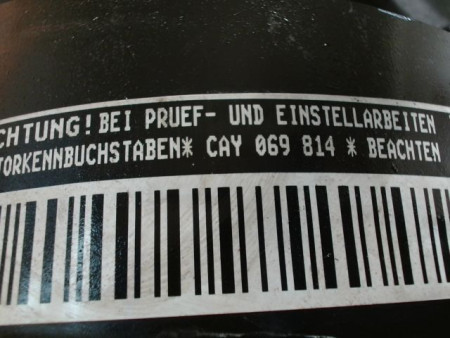 CHTUNG! BEI PRUEF- UND EINSTELLARBEITEN
TORKENNBUCHSTABEN* CAY 069 814 * BEACHTEN